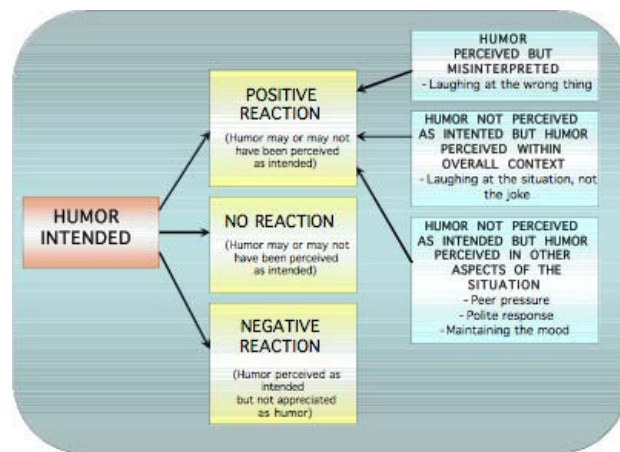 HUMOR
INTENDED
POSITIVE
REACTION
(Humor may or may not
have been perceived
as intended)
NO REACTION
(Humor may or may not
have been perceived
as intended)
NEGATIVE
REACTION
(Humor perceived as
intended
but not appreciated
as humor)
HUMOR
PERCEIVED BUT
MISINTERPRETED
- Laughing at the wrong thing
HUMOR NOT PERCEIVED
AS INTENTED BUT HUMOR
PERCEIVED WITHIN
OVERALL CONTEXT
- Laughing at the situation, not
the joke
HUMOR NOT PERCEIVED
AS INTENDED BUT HUMOR
PERCEIVED IN OTHER
ASPECTS OF THE
SITUATION
- Peer pressure
- Polite response
- Maintaining the mood